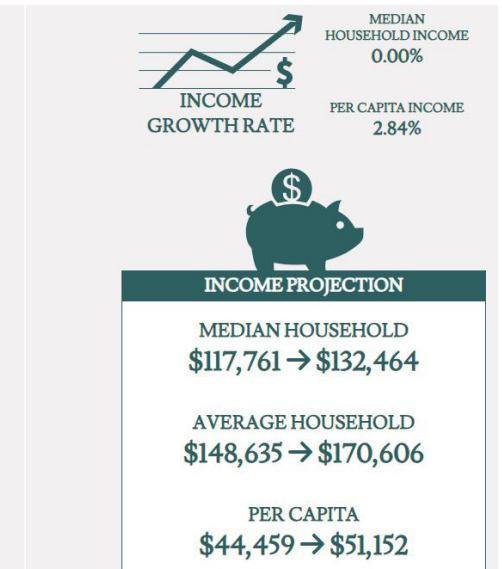 MEDIAN
HOUSEHOLD INCOME
0.00%
$
INCOME
GROWTH RATE
PER CAPITA INCOME
2.84%
$
INCOME PROJECTION
MEDIAN HOUSEHOLD
$117,761 → $132,464
AVERAGE HOUSEHOLD
$148,635 → $170,606
PER CAPITA
$44,459 → $51,152